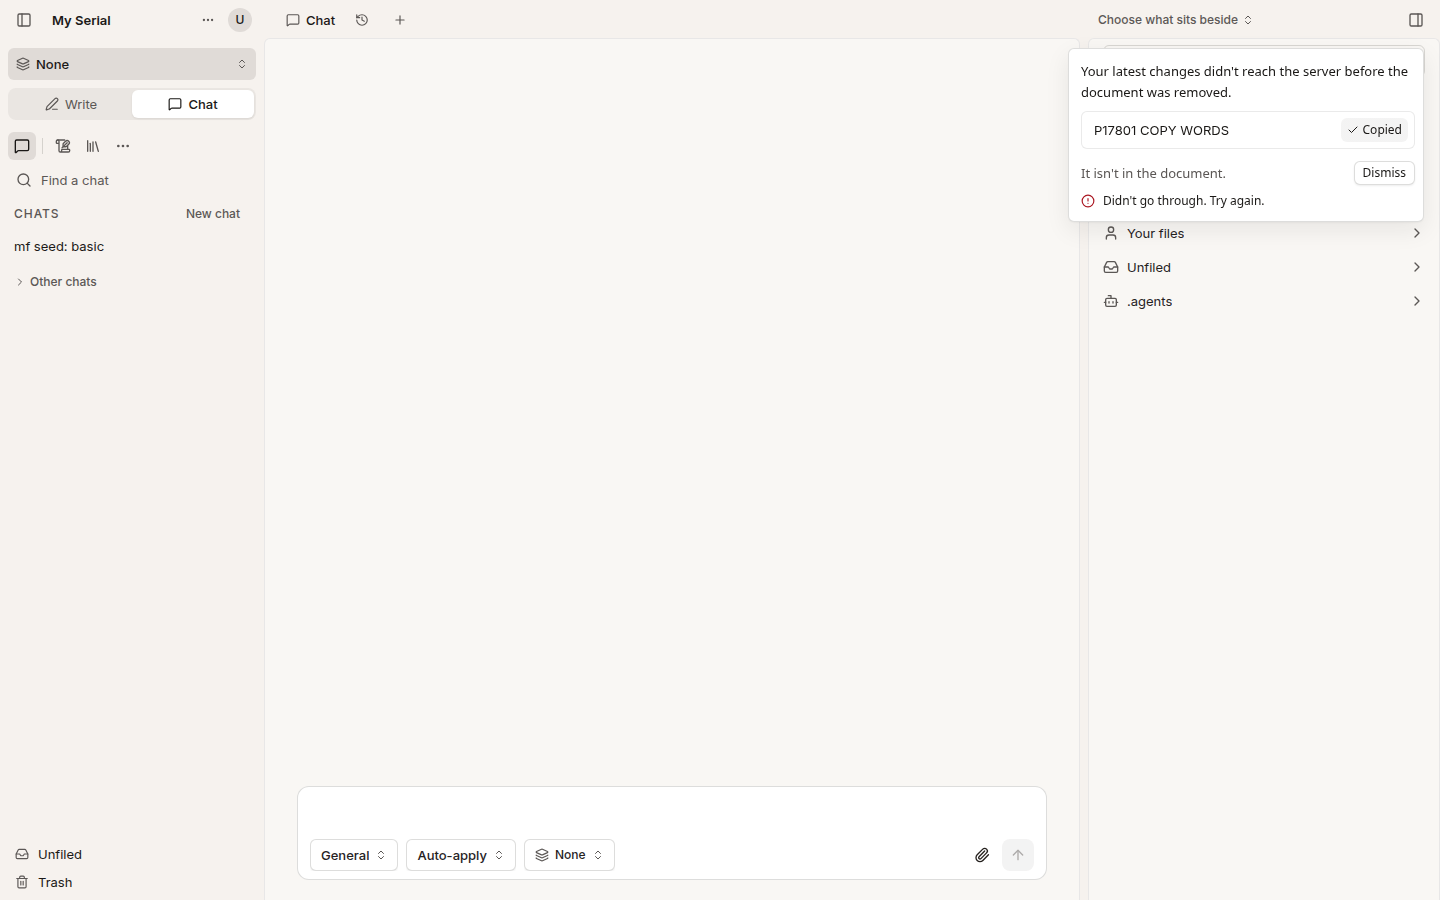 My Serial
U
Chat
Choose what sits beside
None
Write
Chat
Find a chat
CHATS
New chat
mf seed: basic
Other chats
Your latest changes didn't reach the server before the
document was removed.
P17801 COPY WORDS
Copied
It isn't in the document.
Dismiss
Didn't go through. Try again.
Your files
Unfiled
.agents
General
Auto-apply
None
Unfiled
Trash